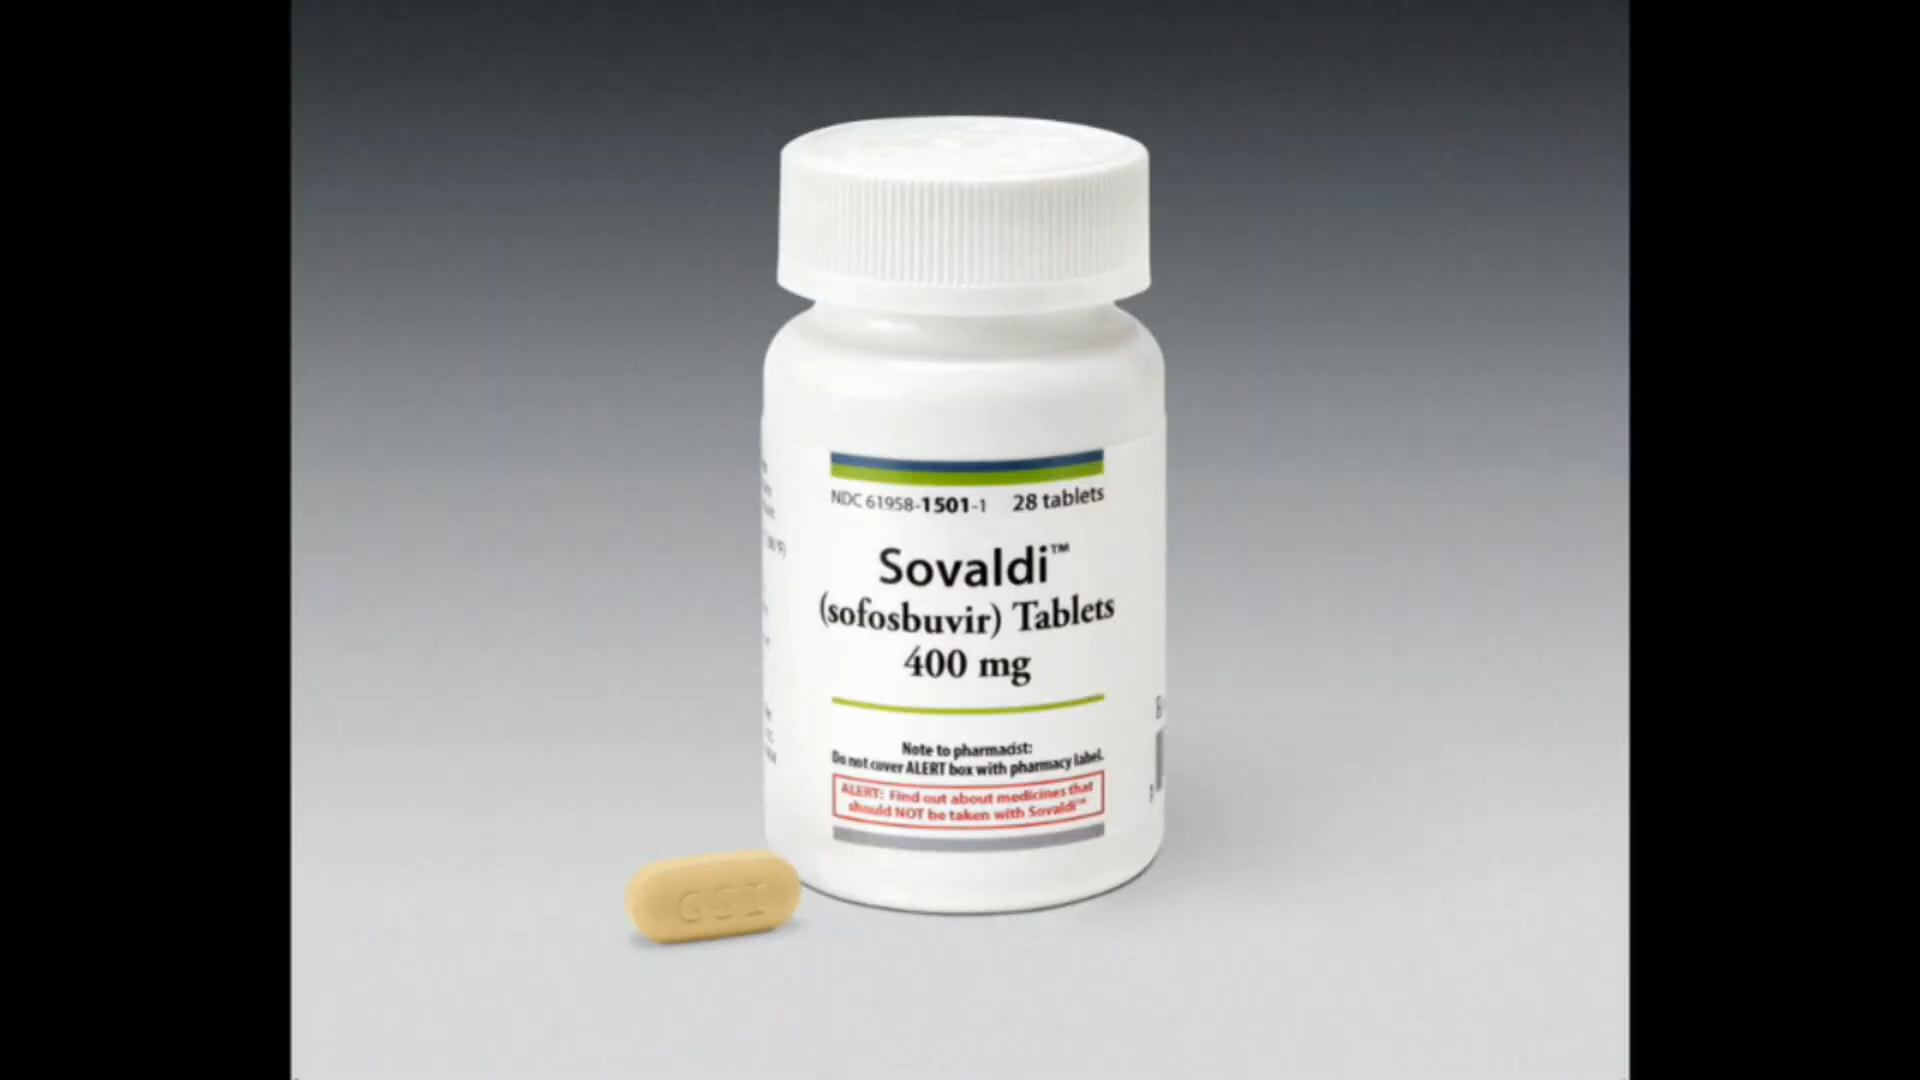 NDC 61958-1501-1 28 tablets
Sovaldi™
(sofosbuvir) Tablets
400 mg
Note to pharmacist:
Do not cover ALERT box with pharmacy label.
ALERT: Find out about medicines that
should NOT be taken with Sovaldi™
GSI